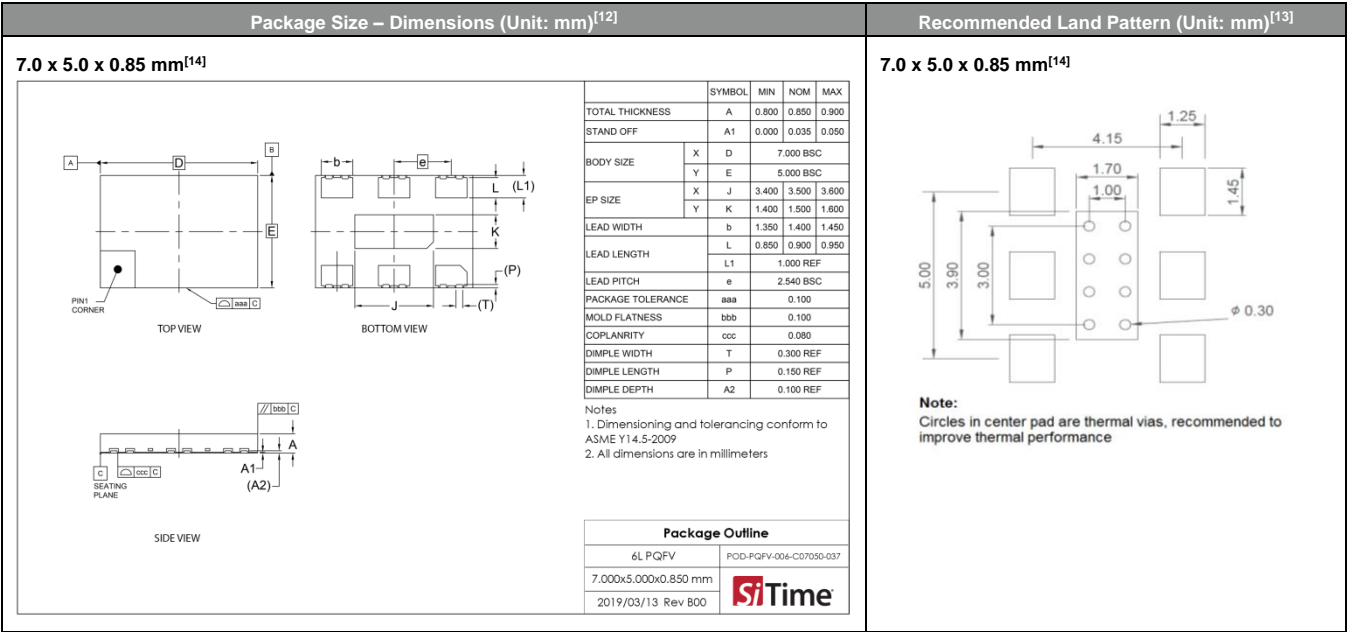 Package Size – Dimensions (Unit: mm)[12]
Recommended Land Pattern (Unit: mm)[13]
7.0 x 5.0 x 0.85 mm[14]
7.0 x 5.0 x 0.85 mm[14]
A
D
B
E
PIN1
CORNER
aaa C
TOP VIEW
b
e
L
(L1)
K
(P)
J
(T)
BOTTOM VIEW
// bbb C
A
A1
(A2)
C
ccc C
SEATING
PLANE
SIDE VIEW
SYMBOL MIN NOM MAX
TOTAL THICKNESS A 0.800 0.850 0.900
STAND OFF A1 0.000 0.035 0.050
BODY SIZE X D 7.000 BSC
Y E 5.000 BSC
EP SIZE X J 3.400 3.500 3.600
Y K 1.400 1.500 1.600
LEAD WIDTH b 1.350 1.400 1.450
LEAD LENGTH L 0.850 0.900 0.950
L1 1.000 REF
LEAD PITCH e 2.540 BSC
PACKAGE TOLERANCE aaa 0.100
MOLD FLATNESS bbb 0.100
COPLANRITY ccc 0.080
DIMPLE WIDTH T 0.300 REF
DIMPLE LENGTH P 0.150 REF
DIMPLE DEPTH A2 0.100 REF
Notes
1. Dimensioning and tolerancing conform to
ASME Y14.5-2009
2. All dimensions are in millimeters
Package Outline
6L PQFV POD-PQFV-006-C07050-037
7.000x5.000x0.850 mm
2019/03/13 Rev B00
SiTime
1.25
4.15
1.70
1.00
1.45
5.00
3.90
3.00
ø 0.30
Note:
Circles in center pad are thermal vias, recommended to
improve thermal performance